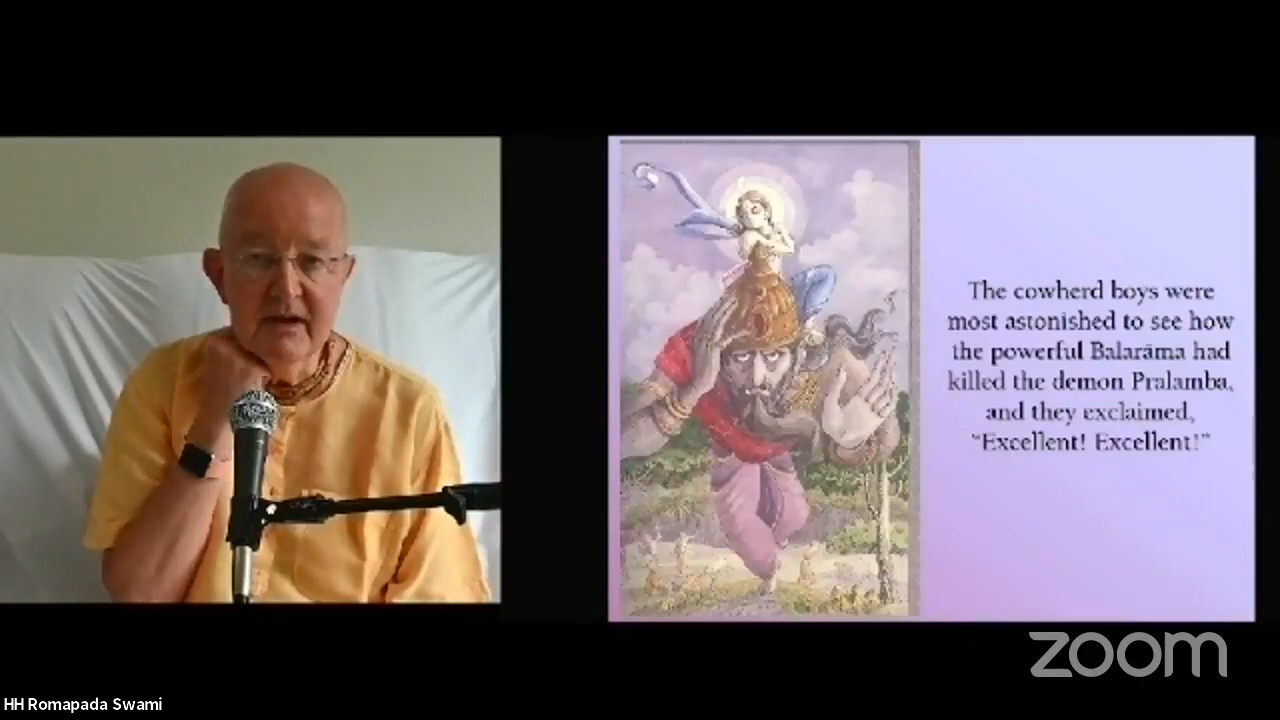 The cowherd boys were
most astonished to see how
the powerful Balarāma had
killed the demon Pralamba,
and they exclaimed,
“Excellent! Excellent!”
zoom
HH Romapada Swami